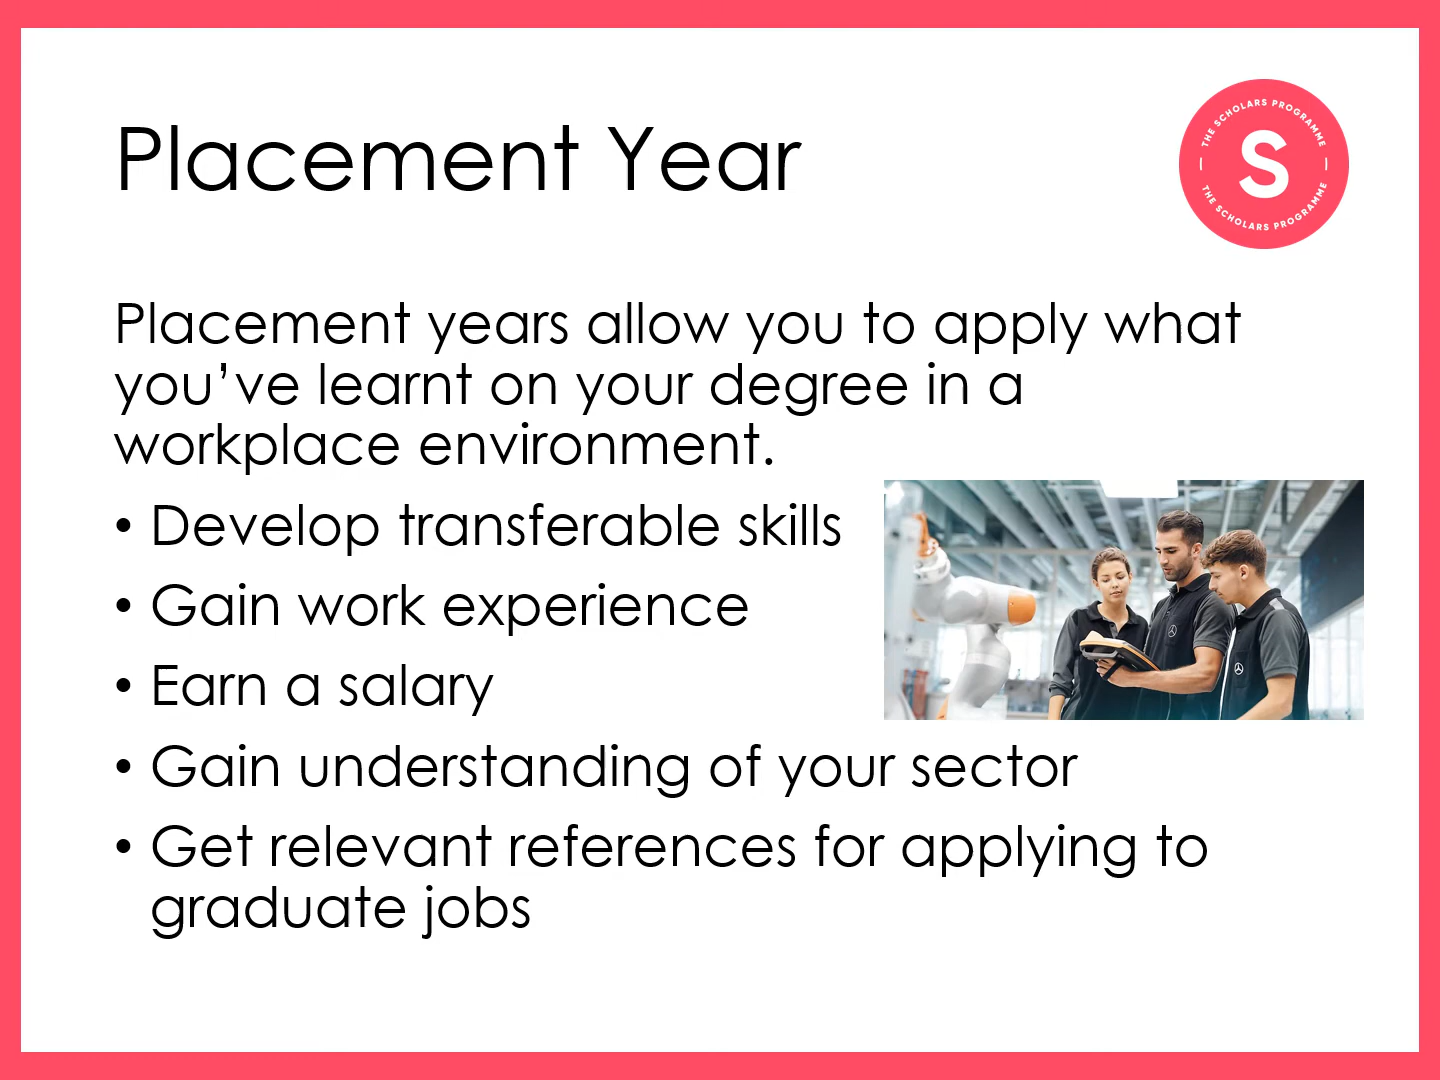 Placement Year
THE SCHOLARS PROGRAMME
S
THE SCHOLARS PROGRAMME
Placement years allow you to apply what
you’ve learnt on your degree in a
workplace environment.
• Develop transferable skills
• Gain work experience
• Earn a salary
• Gain understanding of your sector
• Get relevant references for applying to
graduate jobs